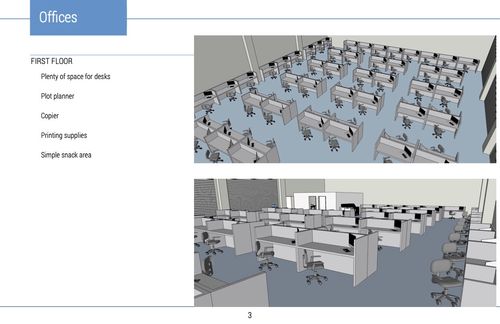 Offices
FIRST FLOOR
Plenty of space for desks
Plot planner
Copier
Printing supplies
Simple snack area
3